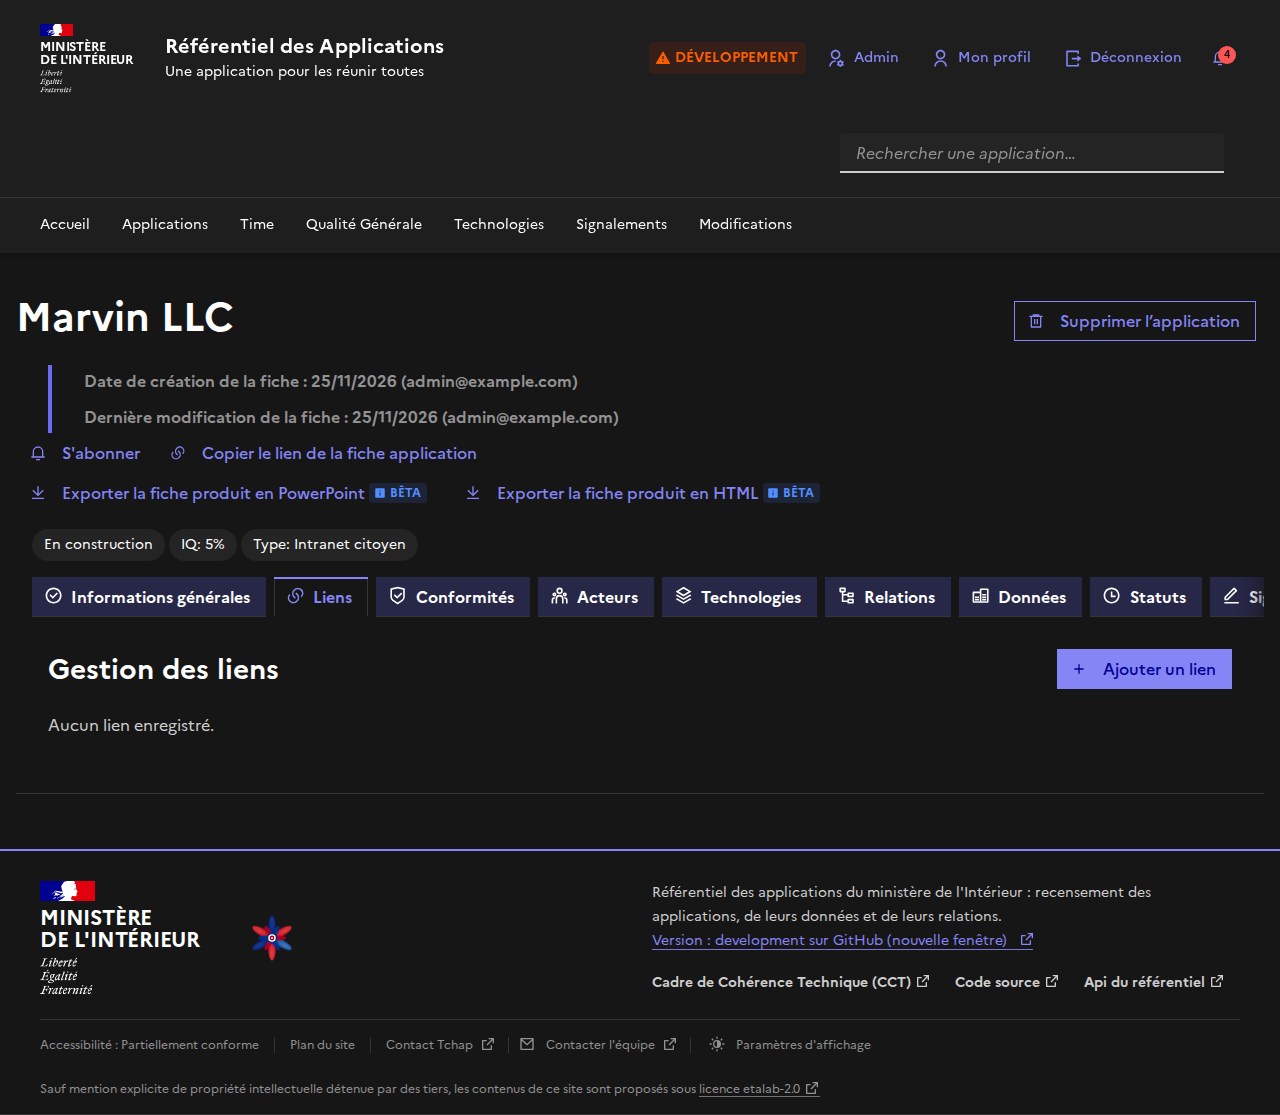 MINISTÈRE
DE L'INTÉRIEUR
Liberté
Égalité
Fraternité
Référentiel des Applications
Une application pour les réunir toutes
DÉVELOPPEMENT
Admin
Mon profil
Déconnexion
4
Rechercher une application…
Accueil
Applications
Time
Qualité Générale
Technologies
Signalements
Modifications
Marvin LLC
Supprimer l’application
Date de création de la fiche : 25/11/2026 (admin@example.com)
Dernière modification de la fiche : 25/11/2026 (admin@example.com)
S'abonner
Copier le lien de la fiche application
Exporter la fiche produit en PowerPoint BÊTA
Exporter la fiche produit en HTML BÊTA
En construction
IQ: 5%
Type: Intranet citoyen
Informations générales
Liens
Conformités
Acteurs
Technologies
Relations
Données
Statuts
Sig
Gestion des liens
Ajouter un lien
Aucun lien enregistré.
MINISTÈRE
DE L'INTÉRIEUR
Liberté
Égalité
Fraternité
Référentiel des applications du ministère de l'Intérieur : recensement des
applications, de leurs données et de leurs relations.
Version : development sur GitHub (nouvelle fenêtre)
Cadre de Cohérence Technique (CCT)
Code source
Api du référentiel
Accessibilité : Partiellement conforme
Plan du site
Contact Tchap
Contacter l'équipe
Paramètres d'affichage
Sauf mention explicite de propriété intellectuelle détenue par des tiers, les contenus de ce site sont proposés sous licence etalab-2.0